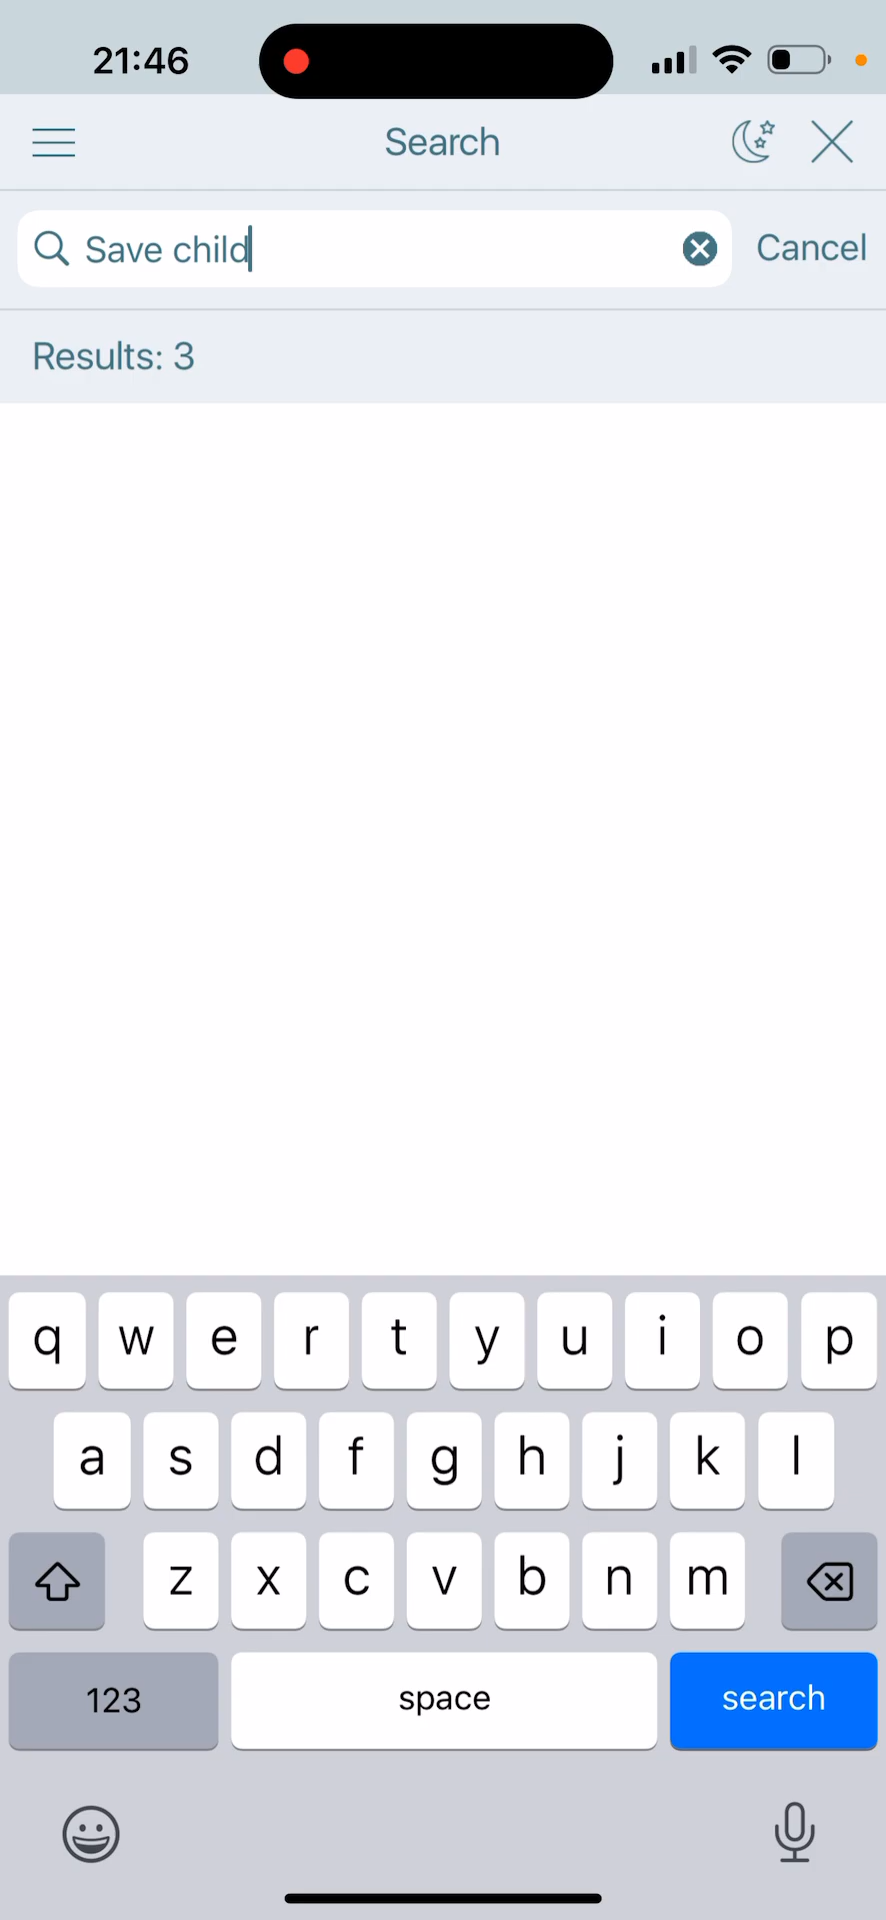 21:46
Search
Save child
Cancel
Results: 3
q w e r t y u i o p
a s d f g h j k l
z x c v b n m
123 space search